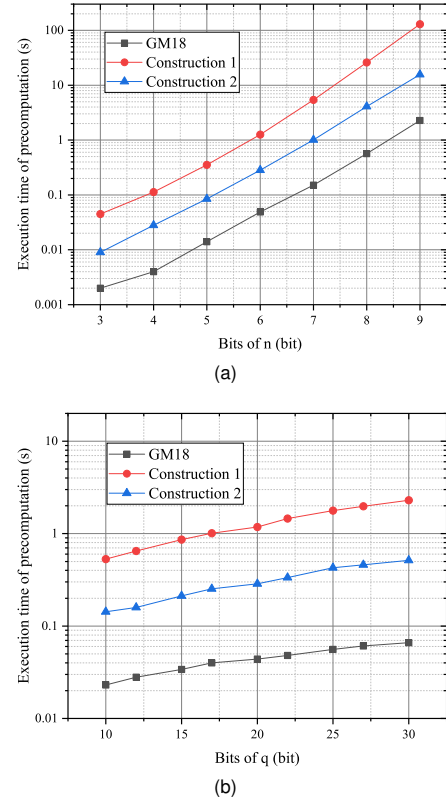 100
10
1
0.1
0.01
0.001
Execution time of precomputation (s)
GM18
Construction 1
Construction 2
3 4 5 6 7 8 9
Bits of n (bit)
(a)
10
1
0.1
0.01
Execution time of precomputation (s)
GM18
Construction 1
Construction 2
10 15 20 25 30
Bits of q (bit)
(b)